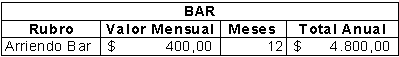 BAR
Rubro Valor Mensual Meses Total Anual
Arriendo Bar $ 400,00 12 $ 4.800,00